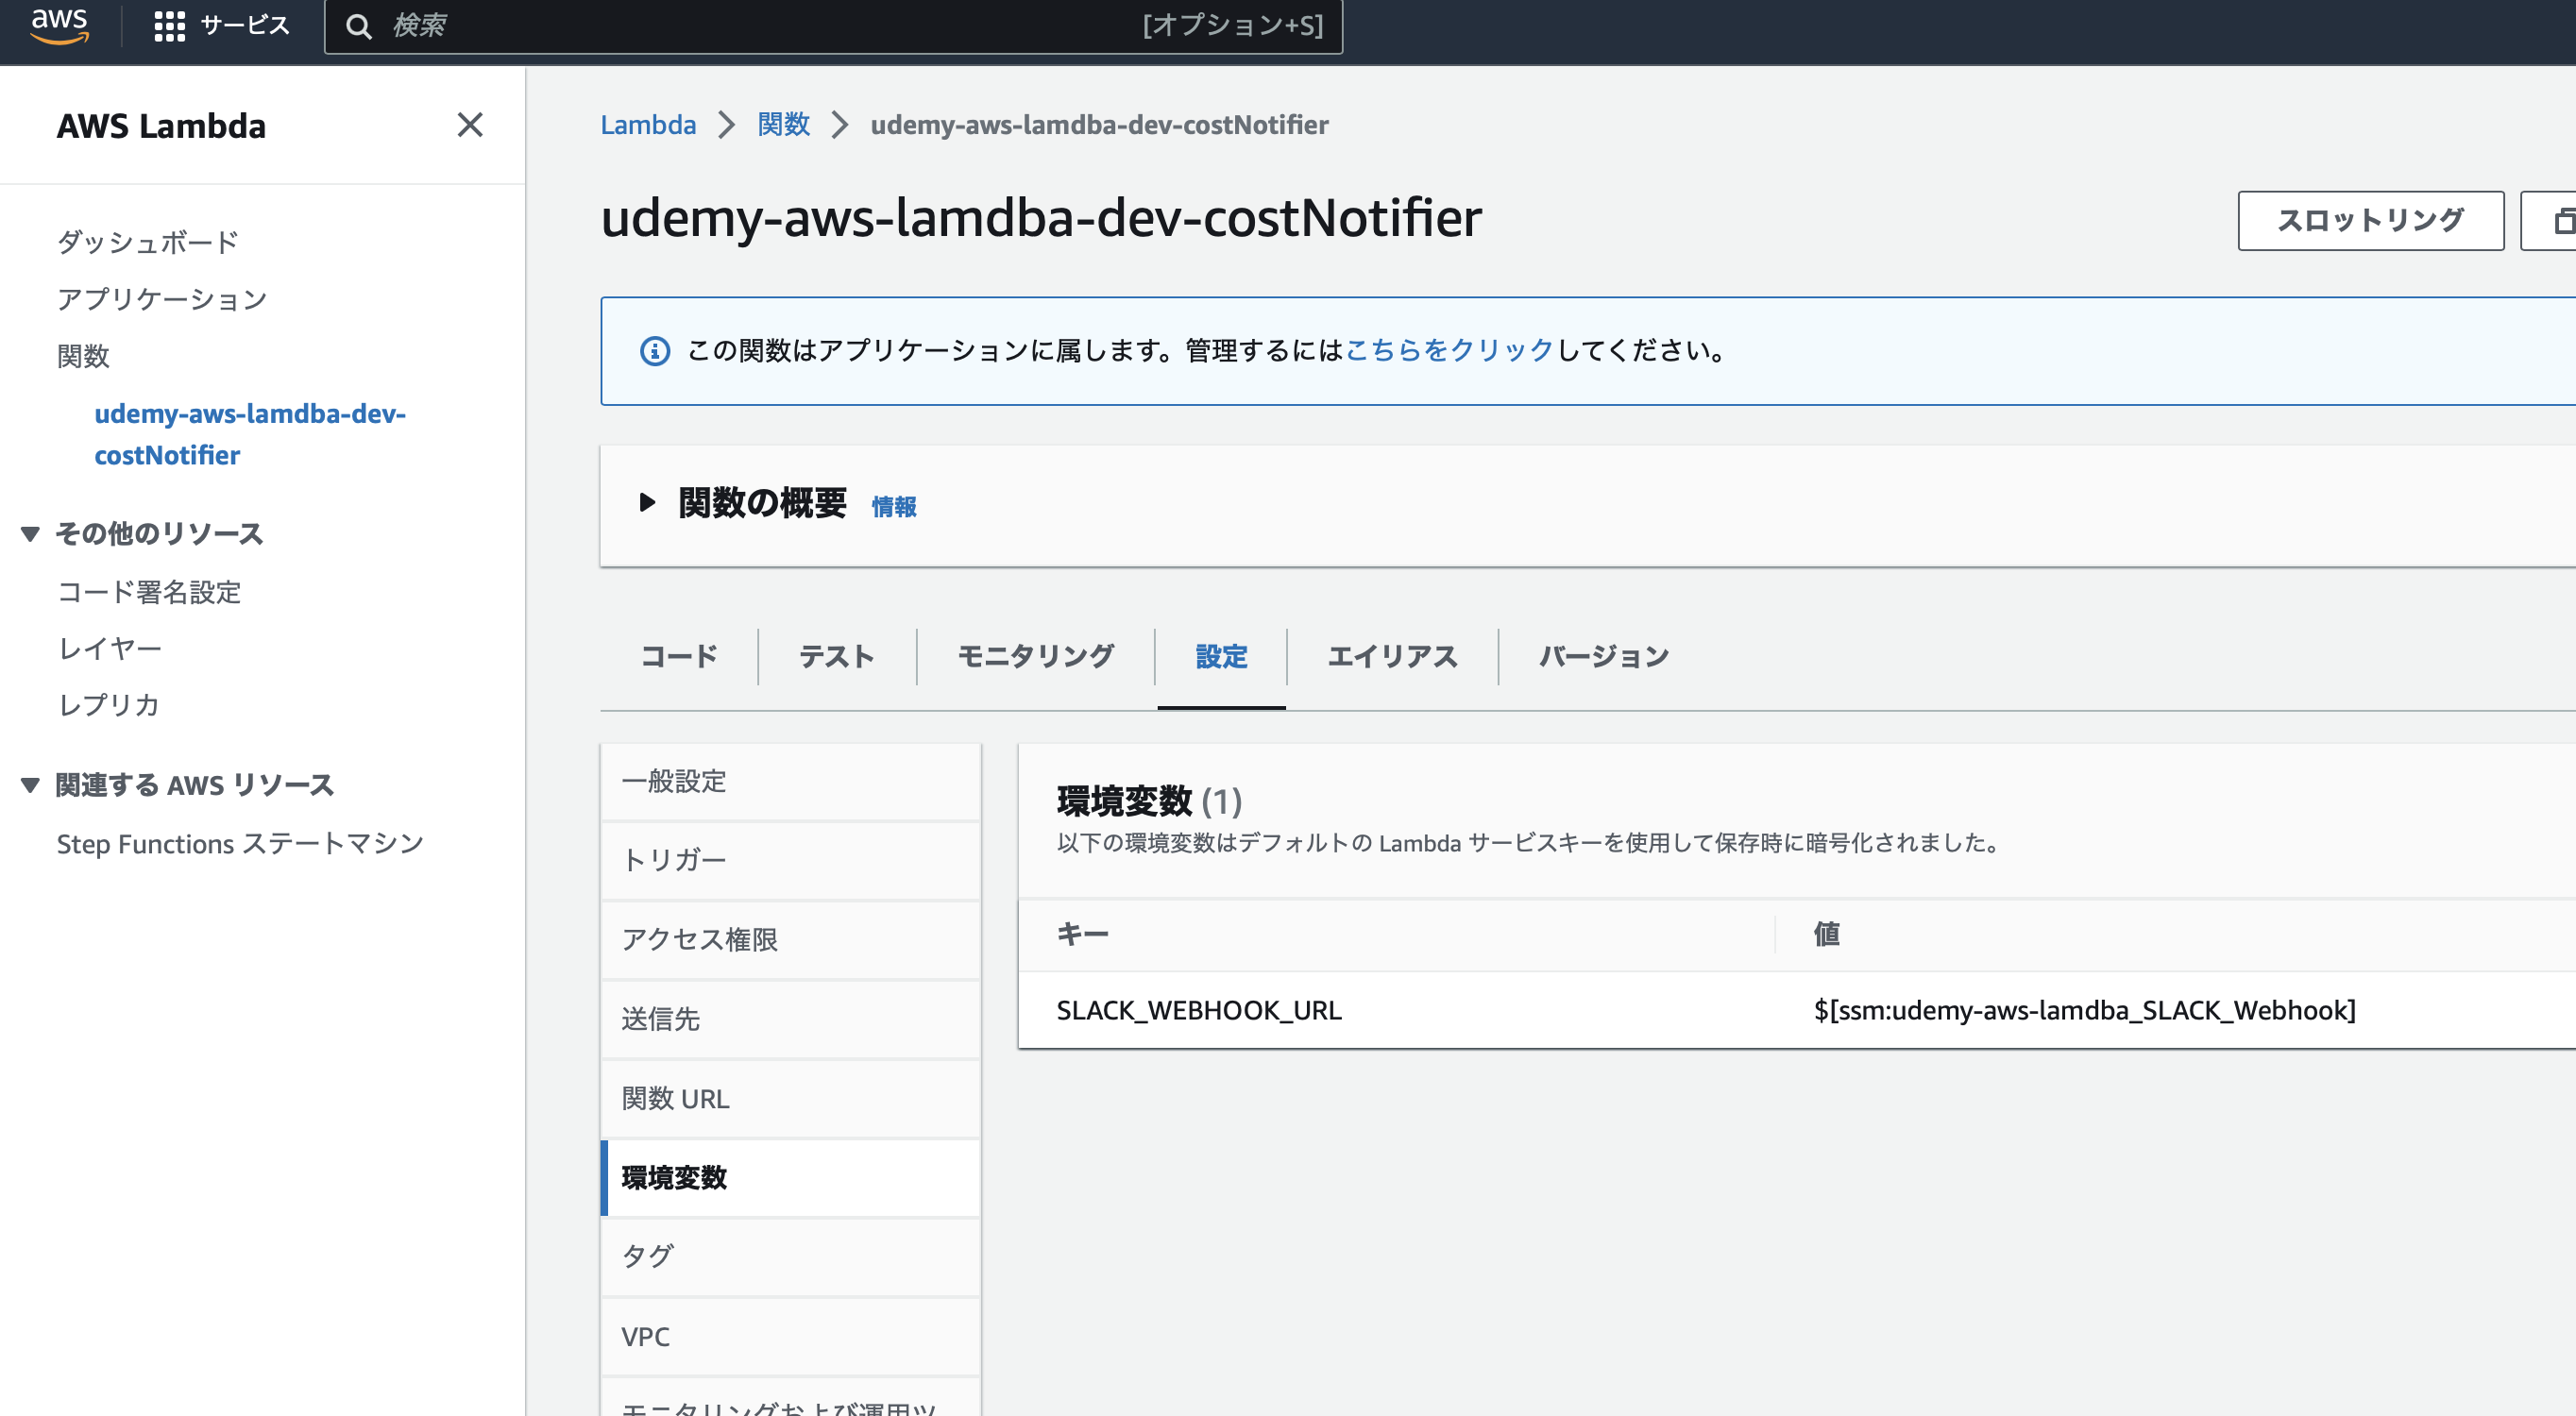 aws
サービス
検索
[オプション+S]
AWS Lambda
ダッシュボード
アプリケーション
関数
udemy-aws-lamdba-dev-
costNotifier
その他のリソース
コード署名設定
レイヤー
レプリカ
関連する AWS リソース
Step Functions ステートマシン
Lambda
関数
udemy-aws-lamdba-dev-costNotifier
udemy-aws-lamdba-dev-costNotifier
スロットリング
この関数はアプリケーションに属します。管理するにはこちらをクリックしてください。
関数の概要 情報
コード
テスト
モニタリング
設定
エイリアス
バージョン
一般設定
トリガー
アクセス権限
送信先
関数 URL
環境変数
タグ
VPC
モニタリングおよび運用ツ
環境変数 (1)
以下の環境変数はデフォルトの Lambda サービスキーを使用して保存時に暗号化されました。
キー
値
SLACK_WEBHOOK_URL
$[ssm:udemy-aws-lamdba_SLACK_Webhook]